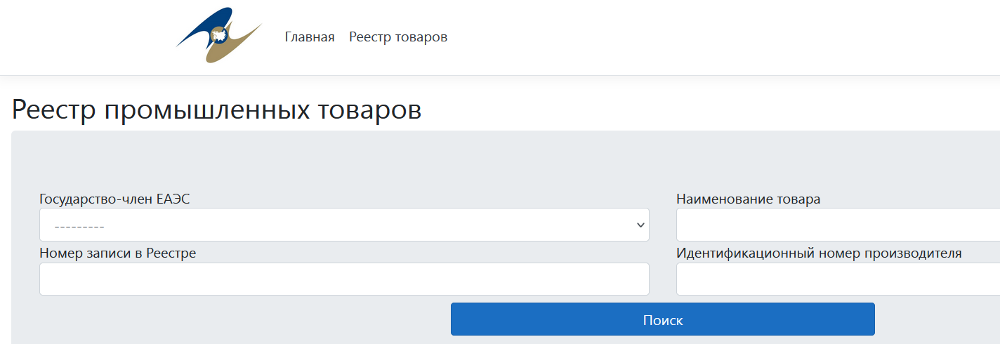 Главная Реестр товаров
Реестр промышленных товаров
Государство-член ЕАЭС Наименование товара
---------
Номер записи в Реестре Идентификационный номер производителя
Поиск